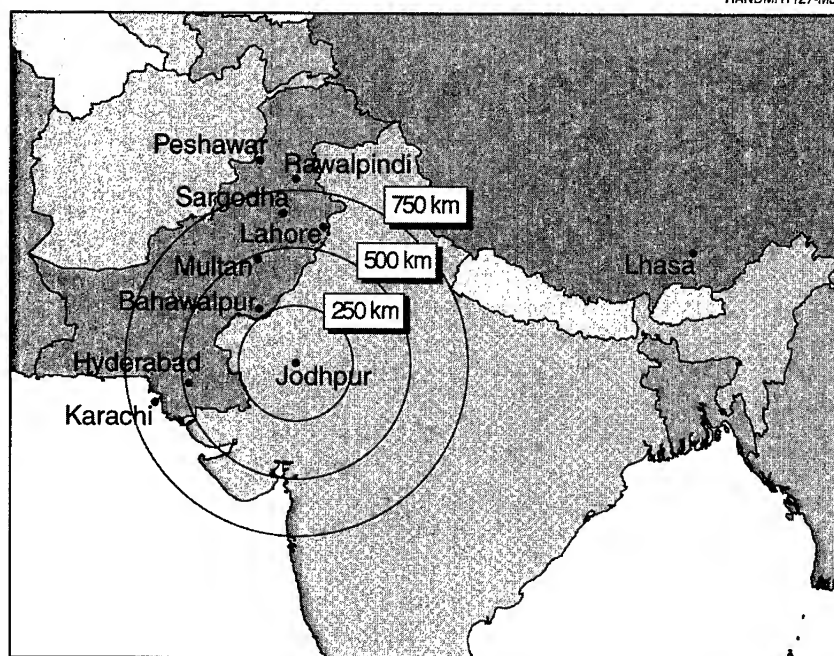 Peshawar
Rawalpindi
Sargodha
750 km
Lahore
500 km
Multan
Lhasa
Bahawalpur
250 km
Hyderabad
Jodhpur
Karachi